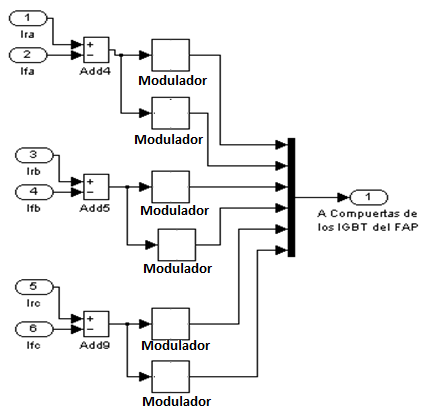 1
Ira
+
−
2
Ifa
Add4
Modulador
Modulador
3
Irb
+
−
4
Ifb
Add5
Modulador
Modulador
1
A Compuertas de
los IGBT del FAP
5
Irc
+
−
6
Ifc
Add9
Modulador
Modulador